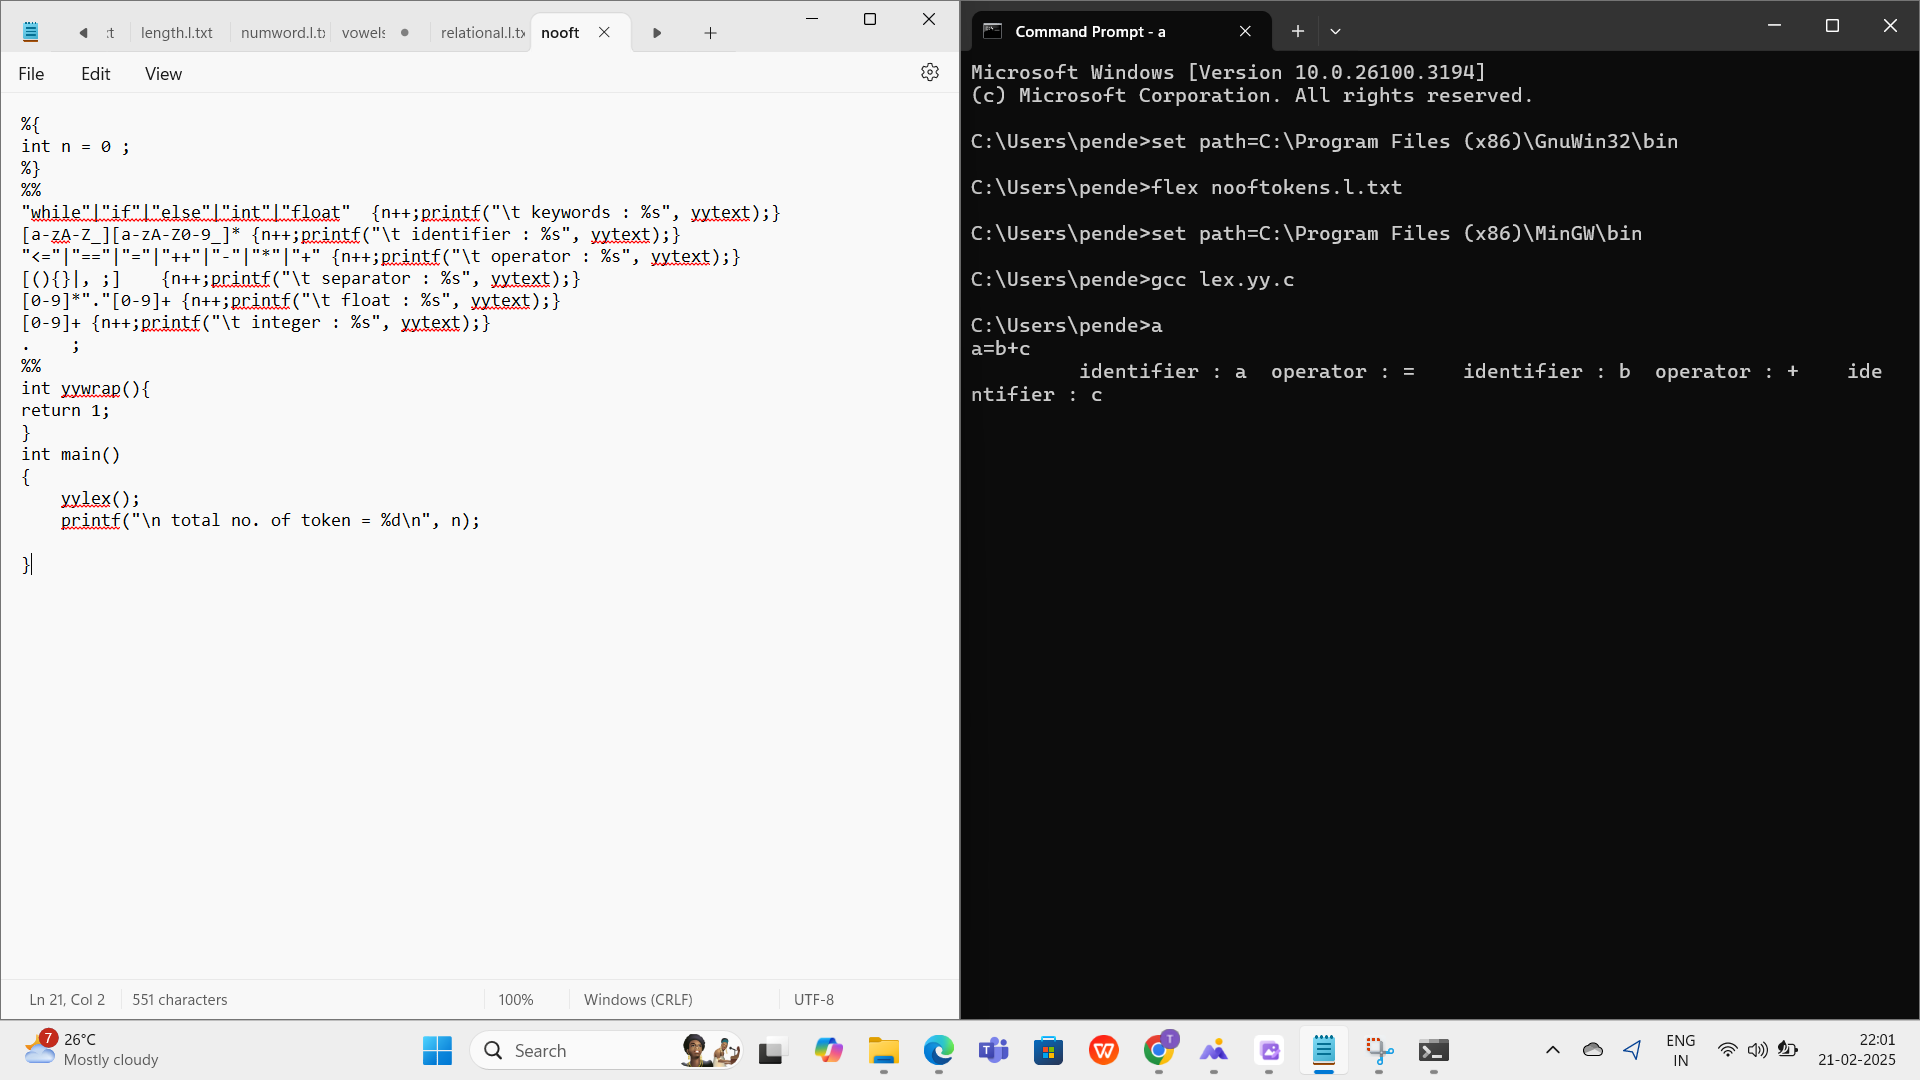 :t
length.l.txt
numword.l.tx
vowels
relational.l.tx
nooft
File
Edit
View
%{
int n = 0 ;
%}
%%
"while"|"if"|"else"|"int"|"float"  {n++;printf("\t keywords : %s", yytext);}
[a-zA-Z_][a-zA-Z0-9_]* {n++;printf("\t identifier : %s", yytext);}
"<="|"=="|"="|"++"|"-"|"*"|"+" {n++;printf("\t operator : %s", yytext);}
[(){}|, ;]    {n++;printf("\t separator : %s", yytext);}
[0-9]*"."[0-9]+ {n++;printf("\t float : %s", yytext);}
[0-9]+ {n++;printf("\t integer : %s", yytext);}
.    ;
%%
int yywrap(){
return 1;
}
int main()
{
    yylex();
    printf("\n total no. of token = %d\n", n);
}
Ln 21, Col 2
551 characters
100%
Windows (CRLF)
UTF-8
Command Prompt - a
Microsoft Windows [Version 10.0.26100.3194]
(c) Microsoft Corporation. All rights reserved.
C:\Users\pende>set path=C:\Program Files (x86)\GnuWin32\bin
C:\Users\pende>flex nooftokens.l.txt
C:\Users\pende>set path=C:\Program Files (x86)\MinGW\bin
C:\Users\pende>gcc lex.yy.c
C:\Users\pende>a
a=b+c
         identifier : a  operator : =    identifier : b  operator : +    ide
ntifier : c
7
26°C
Mostly cloudy
Search
T
ENG
IN
22:01
21-02-2025